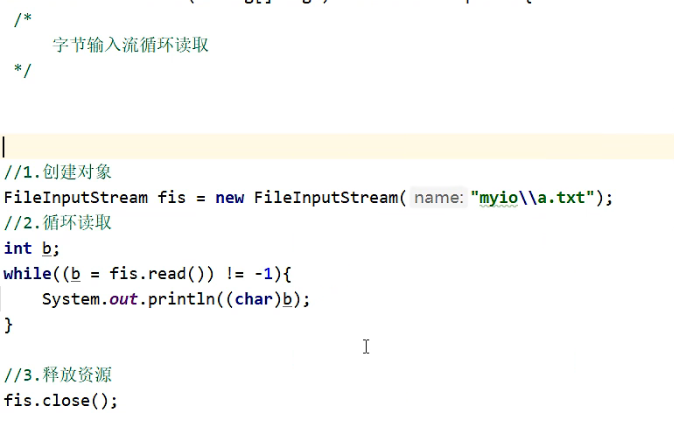 /*
字节输入流循环读取
*/
//1.创建对象
FileInputStream fis = new FileInputStream( name: "myio\\a.txt");
//2.循环读取
int b;
while((b = fis.read()) != -1){
System.out.println((char)b);
}
//3.释放资源
fis.close();